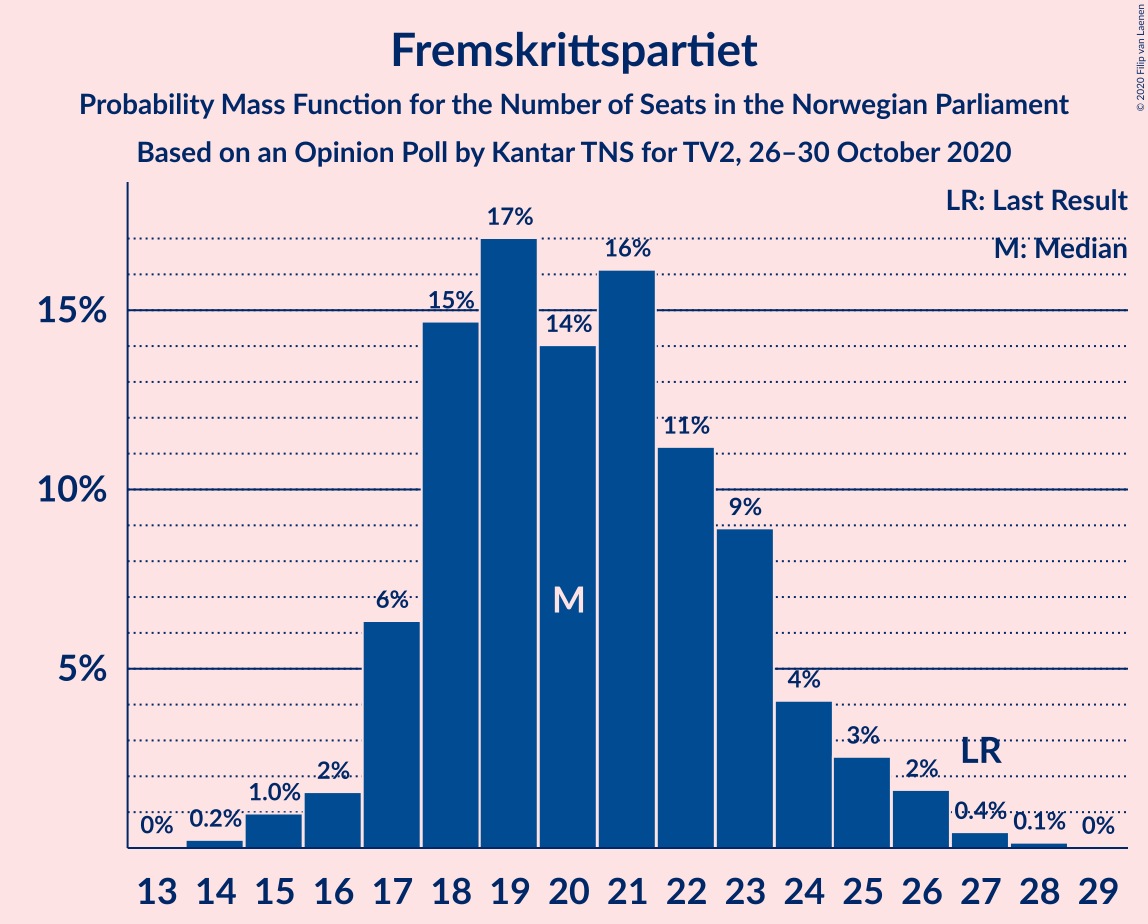 Fremskrittspartiet
Probability Mass Function for the Number of Seats in the Norwegian Parliament
Based on an Opinion Poll by Kantar TNS for TV2, 26–30 October 2020
© 2020 Filip van Laenen
LR: Last Result
M: Median
15%
10%
5%
0%
0.2%
1.0%
2%
6%
15%
17%
14%
16%
11%
9%
4%
3%
2%
0.4%
0.1%
0%
M
LR
13 14 15 16 17 18 19 20 21 22 23 24 25 26 27 28 29